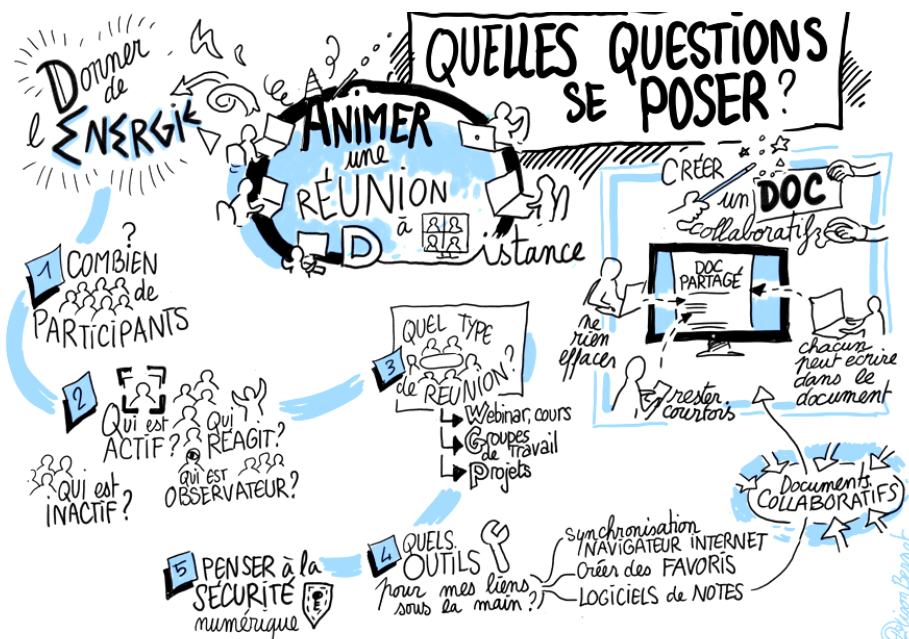 QUELLES QUESTIONS
SE POSER?
Donner
de
l'ENERGIE
ANIMER
une
RÉUNION
à
Distance
1
COMBIEN
?
de
PARTICIPANTS
2
Qui est
ACTIF?
Qui
RÉAGIT?
Qui est
INACTIF?
QUI EST
OBSERVATEUR?
3
QUEL TYPE
de RÉUNION?
Webinar, cours
Groupes
de Travail
Projets
4
QUELS
OUTILS
pour mes liens
sous la main?
synchronisation
NAVIGATEUR INTERNET
Créer des FAVORIS
LOGICIELS de NOTES
5
PENSER à la
SÉCURITÉ
numérique
CRÉER
un DOC
collaboratif
DOC
PARTAGÉ
ne
rien
effacer
rester
courtois
chacun
peut écrire
dans le
document
Documents
COLLABORATIFS